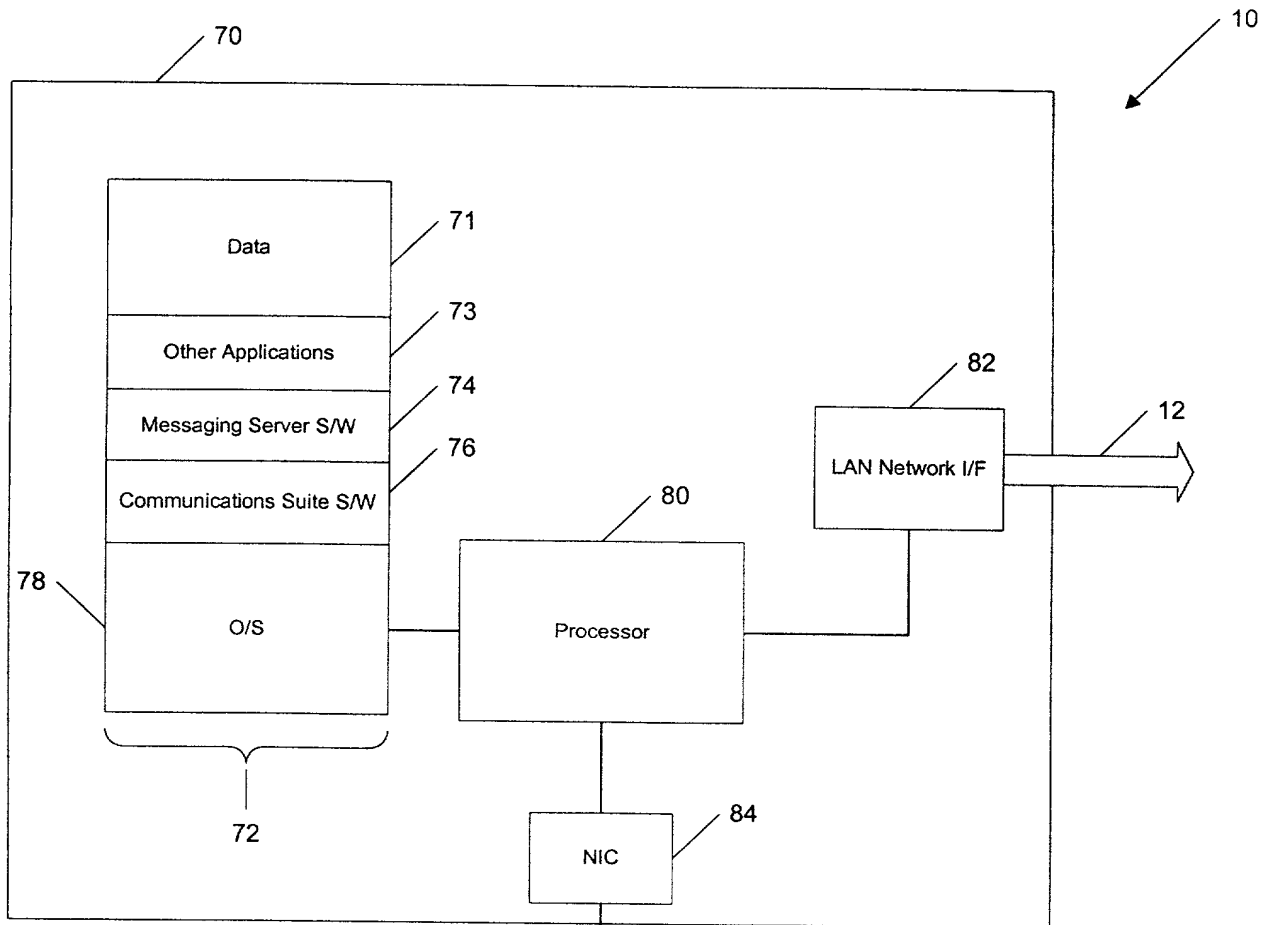 10
70
Data
71
Other Applications
73
Messaging Server S/W
74
Communications Suite S/W
76
O/S
78
72
Processor
80
LAN Network I/F
82
12
NIC
84